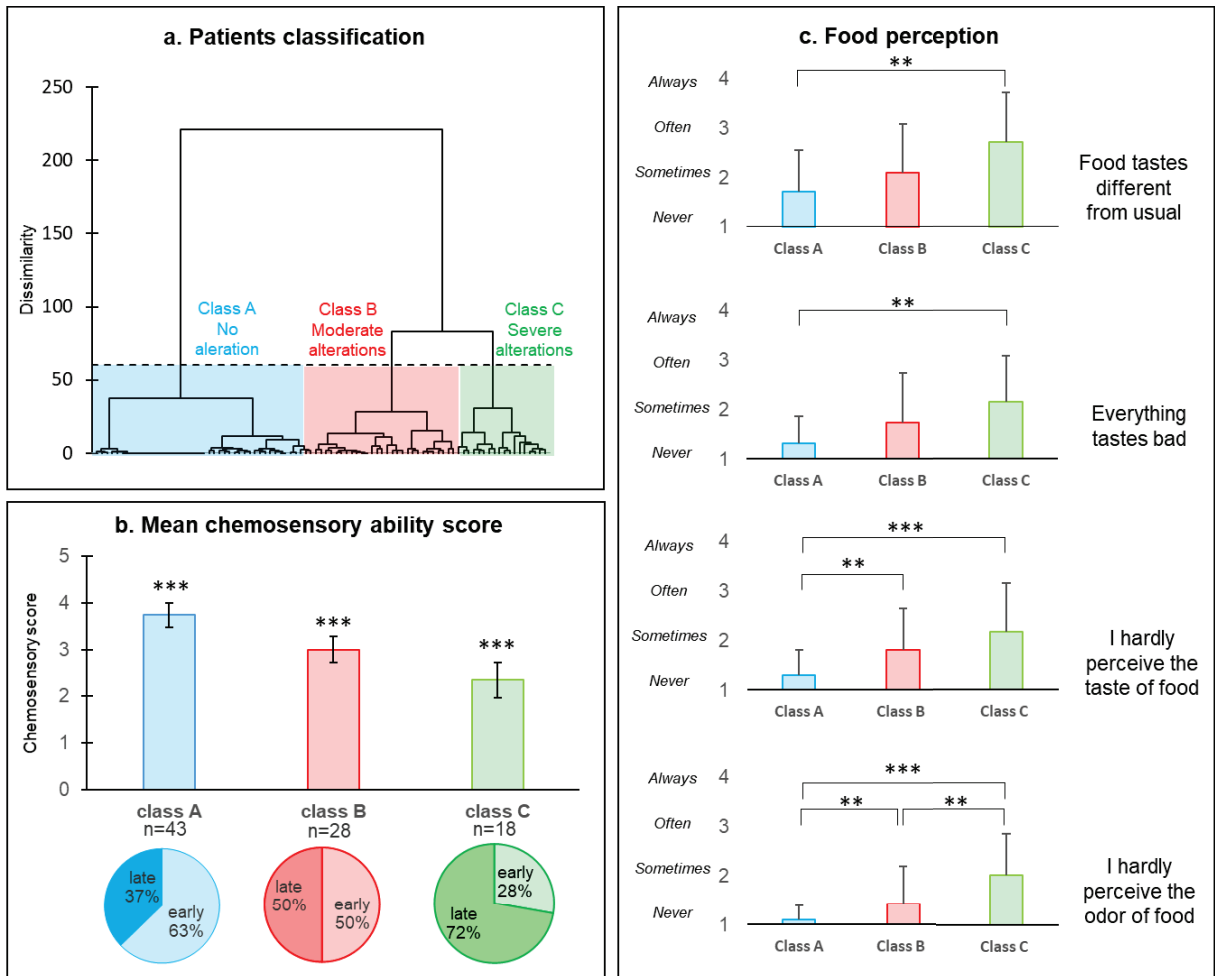 a. Patients classification
250
200
150
100
50
0
Dissimilarity
Class A
No
aleration
Class B
Moderate
alterations
Class C
Severe
alterations
b. Mean chemosensory ability score
5
4
3
2
1
0
Chemosensory score
***
***
***
class A
n=43
class B
n=28
class C
n=18
late
37%
early
63%
late
50%
early
50%
early
28%
late
72%
c. Food perception
Always 4
Often 3
Sometimes 2
Never 1
**
Class A Class B Class C
Food tastes
different
from usual
Always 4
Often 3
Sometimes 2
Never 1
**
Class A Class B Class C
Everything
tastes bad
Always 4
Often 3
Sometimes 2
Never 1
***
**
Class A Class B Class C
I hardly
perceive the
taste of food
Always 4
Often 3
Sometimes 2
Never 1
***
** **
Class A Class B Class C
I hardly
perceive the
odor of food